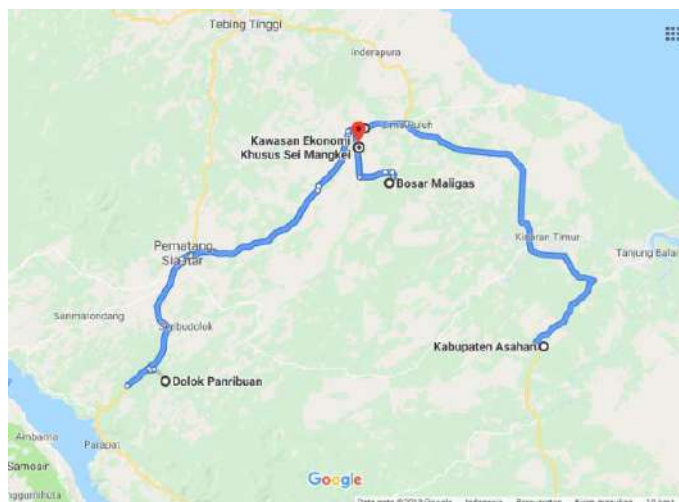 Tebing Tinggi
Inderapura
Kawasan Ekonomi
Khusus Sei Mangkei
Bosar Maligas
Pematang
Siantar
Kisaran Timur
Tanjung Balai
Sarimatondang
Kabupaten Asahan
Dolok Panribuan
Parapat
Ambarita
Samosir
Google